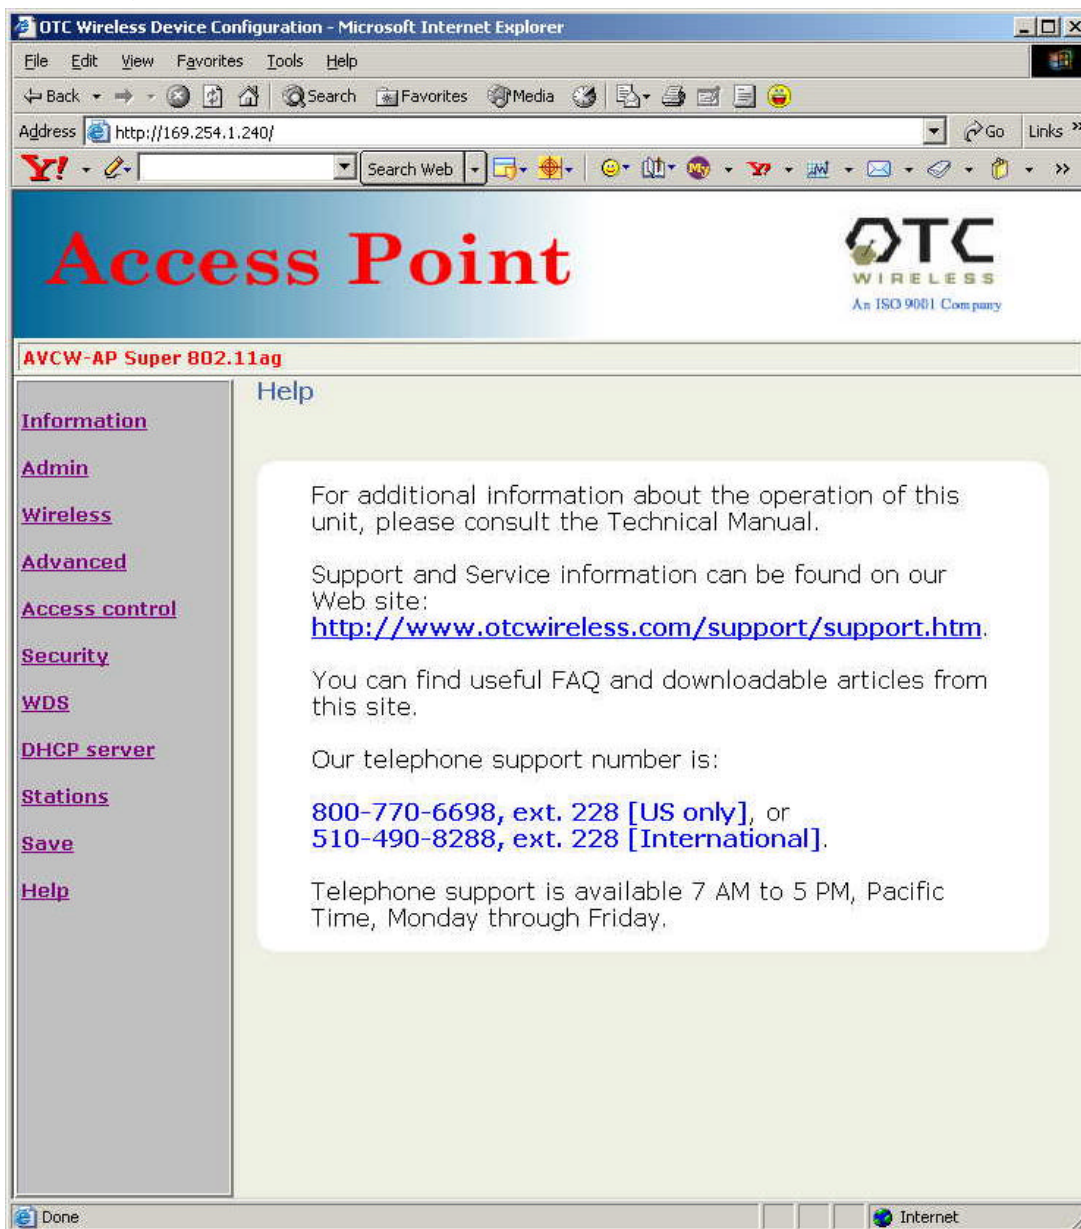 OTC Wireless Device Configuration - Microsoft Internet Explorer
File Edit View Favorites Tools Help
Back Search Favorites Media
Address http://169.254.1.240/ Go Links »
Y! Search Web »
Access Point
OTC
WIRELESS
An ISO 9001 Company
AVCW-AP Super 802.11ag
Information
Admin
Wireless
Advanced
Access control
Security
WDS
DHCP server
Stations
Save
Help
Help
For additional information about the operation of this
unit, please consult the Technical Manual.
Support and Service information can be found on our
Web site:
http://www.otcwireless.com/support/support.htm.
You can find useful FAQ and downloadable articles from
this site.
Our telephone support number is:
800-770-6698, ext. 228 [US only], or
510-490-8288, ext. 228 [International].
Telephone support is available 7 AM to 5 PM, Pacific
Time, Monday through Friday.
Done Internet